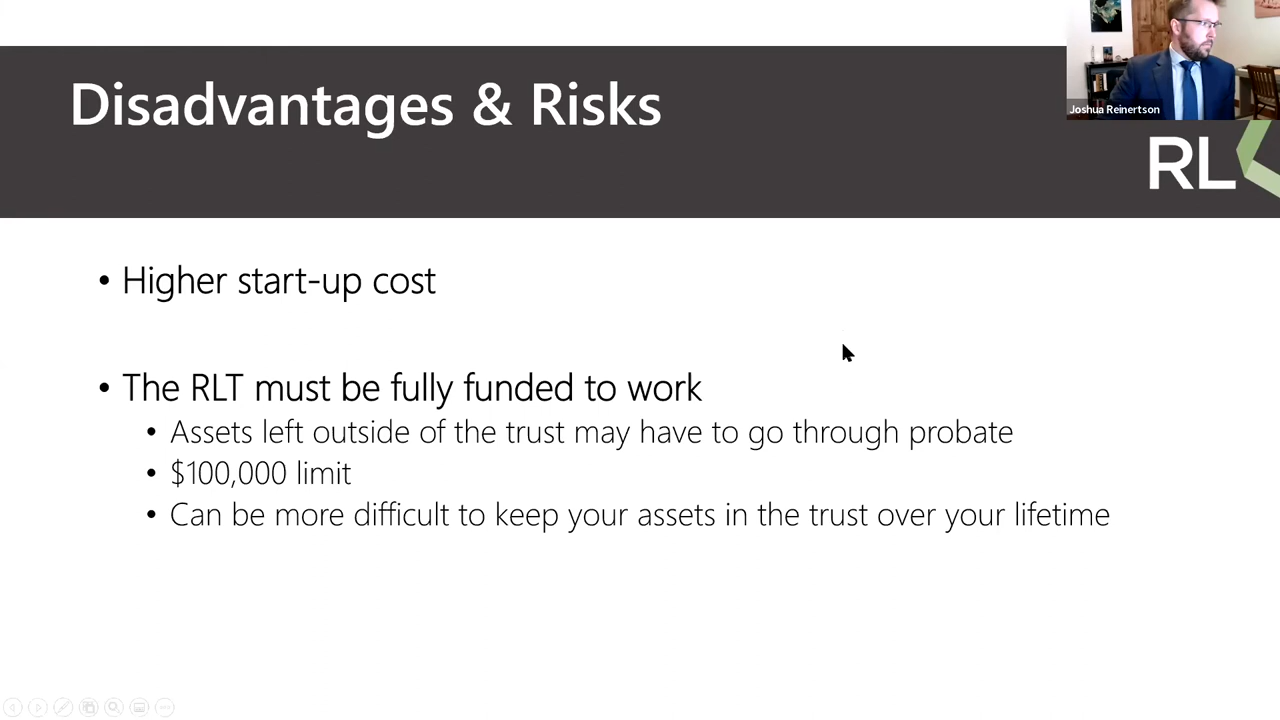 Disadvantages & Risks
Joshua Reinertson
RL
• Higher start-up cost
• The RLT must be fully funded to work
• Assets left outside of the trust may have to go through probate
• $100,000 limit
• Can be more difficult to keep your assets in the trust over your lifetime